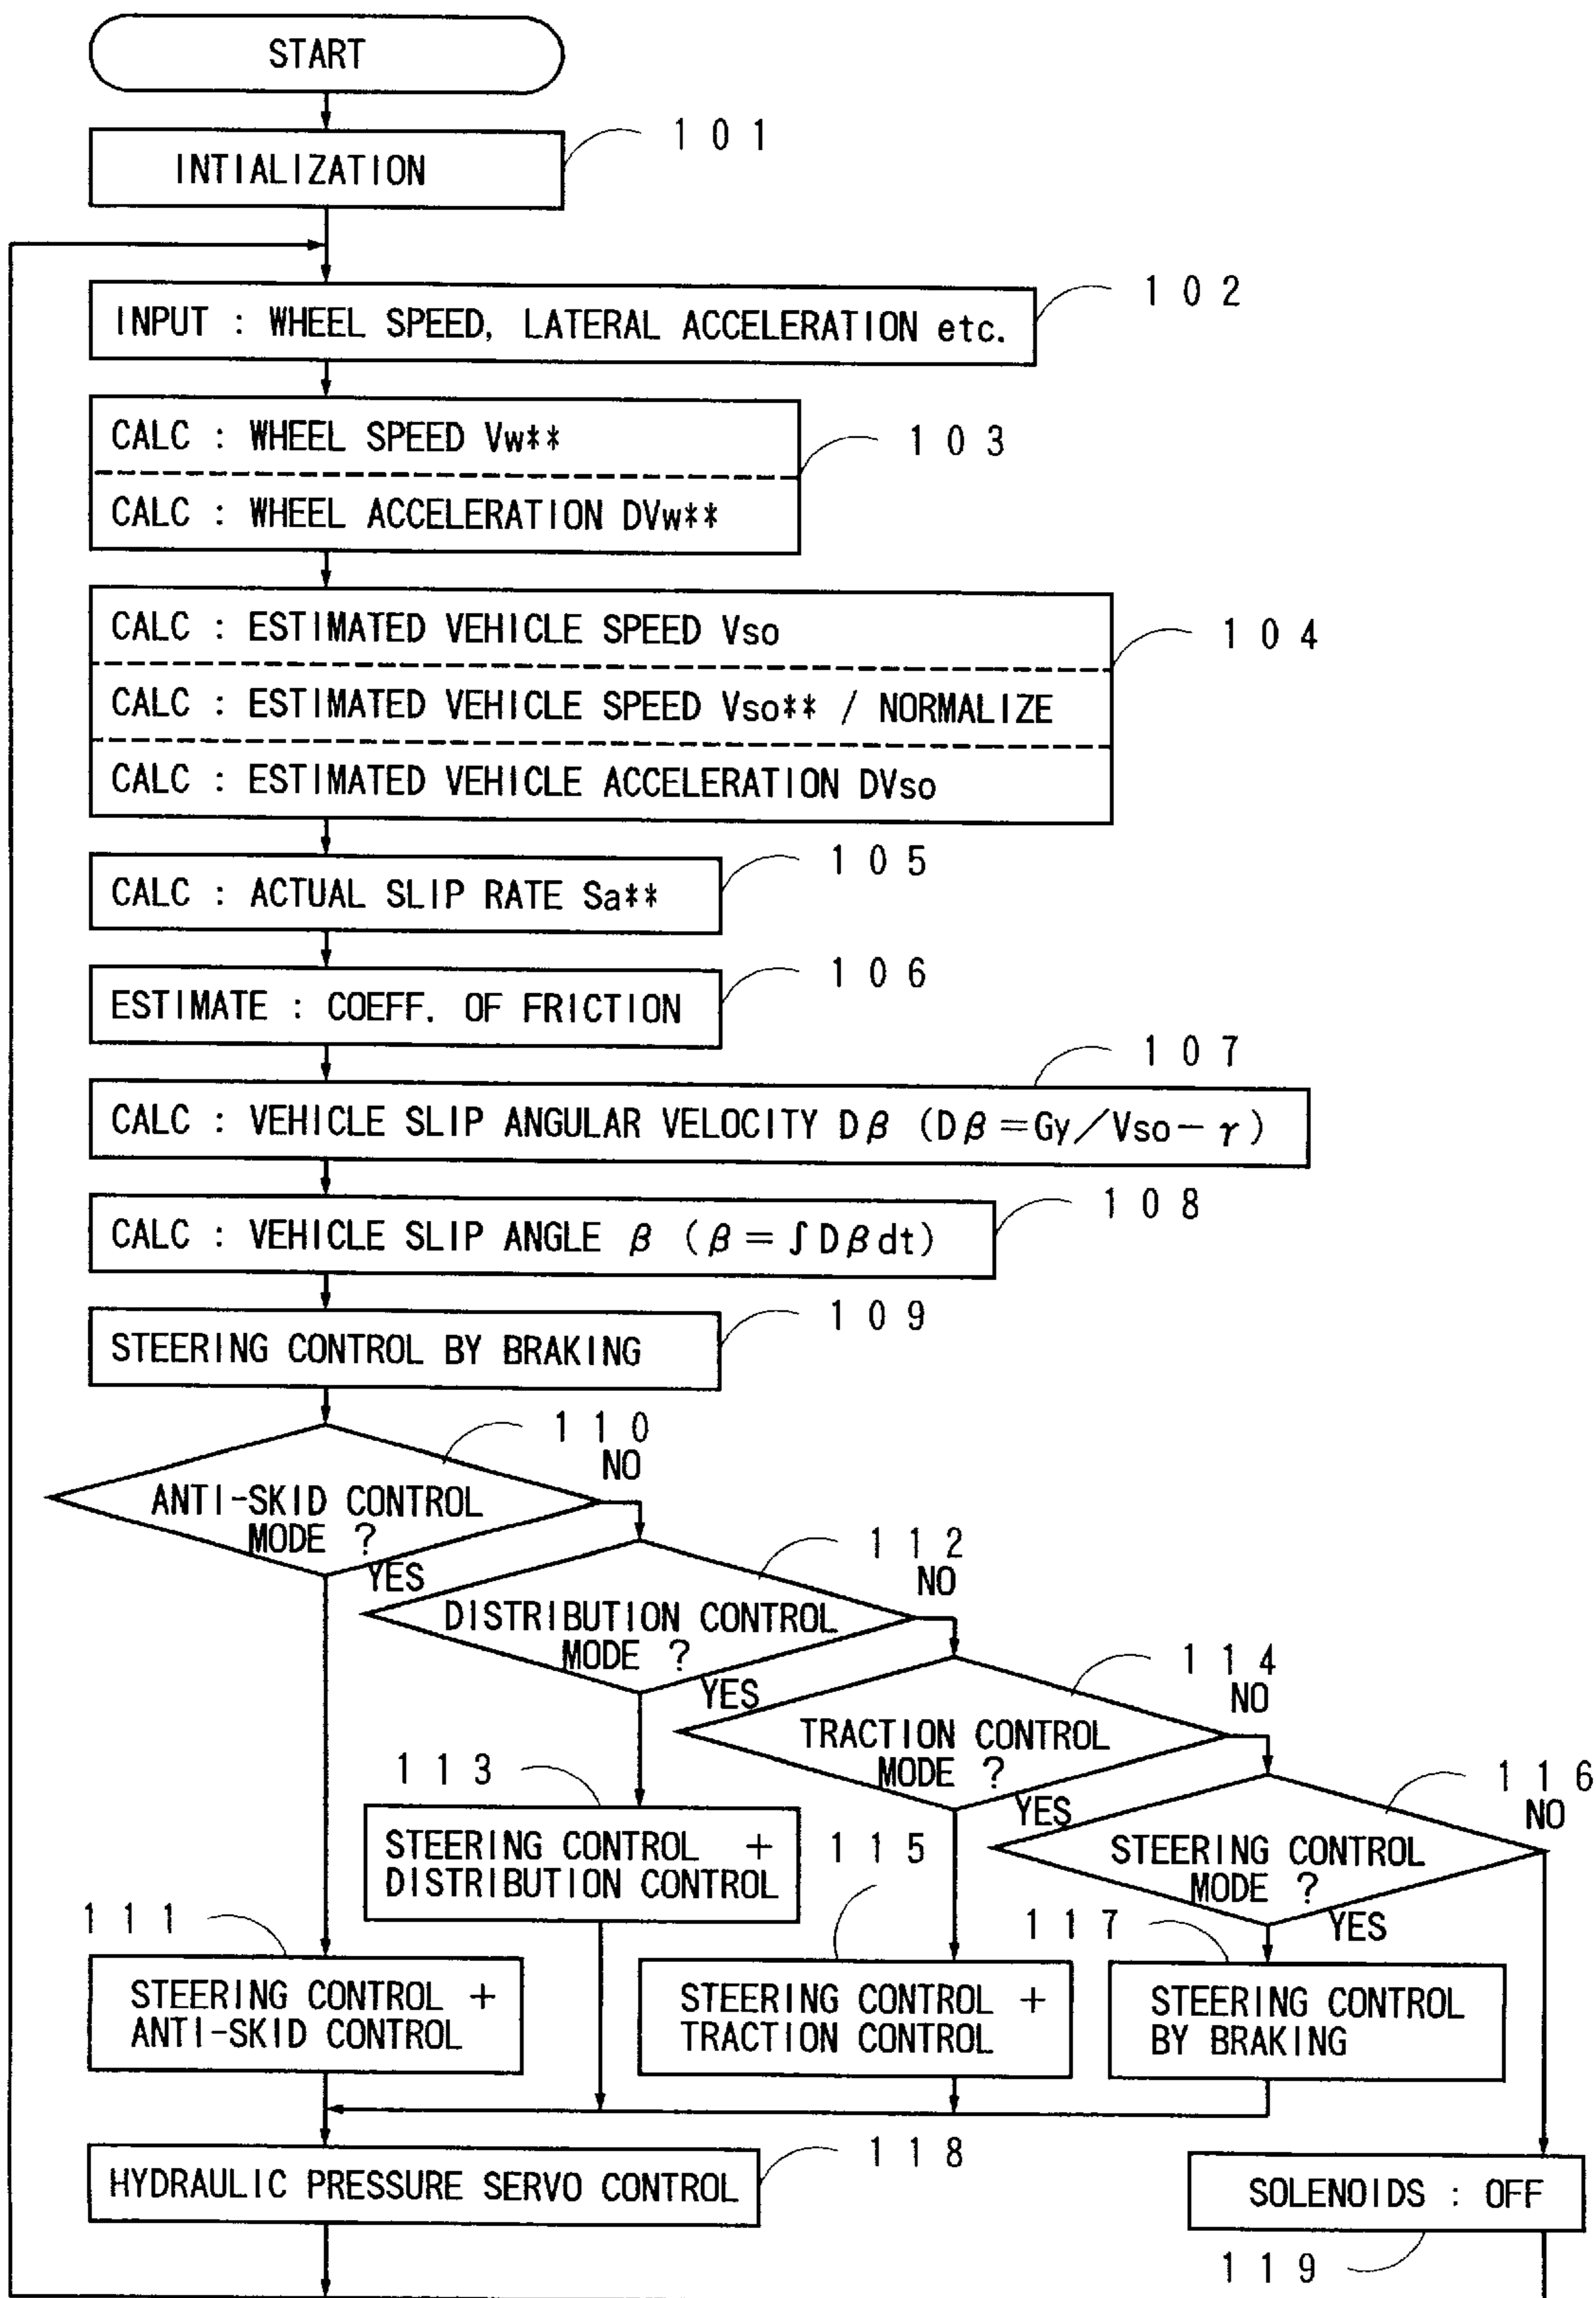 START
INTIALIZATION
101
INPUT : WHEEL SPEED, LATERAL ACCELERATION etc.
102
CALC : WHEEL SPEED Vw**
CALC : WHEEL ACCELERATION DVw**
103
CALC : ESTIMATED VEHICLE SPEED Vso
CALC : ESTIMATED VEHICLE SPEED Vso** / NORMALIZE
CALC : ESTIMATED VEHICLE ACCELERATION DVso
104
CALC : ACTUAL SLIP RATE Sa**
105
ESTIMATE : COEFF. OF FRICTION
106
CALC : VEHICLE SLIP ANGULAR VELOCITY Dβ (Dβ=Gy/Vso-γ)
107
CALC : VEHICLE SLIP ANGLE β (β=∫Dβdt)
108
STEERING CONTROL BY BRAKING
109
ANTI-SKID CONTROL
MODE ?
110
NO
YES
DISTRIBUTION CONTROL
MODE ?
112
NO
YES
TRACTION CONTROL
MODE ?
114
NO
YES
STEERING CONTROL
MODE ?
116
NO
YES
113
STEERING CONTROL +
DISTRIBUTION CONTROL
111
STEERING CONTROL +
ANTI-SKID CONTROL
115
STEERING CONTROL +
TRACTION CONTROL
117
STEERING CONTROL
BY BRAKING
HYDRAULIC PRESSURE SERVO CONTROL
118
SOLENOIDS : OFF
119